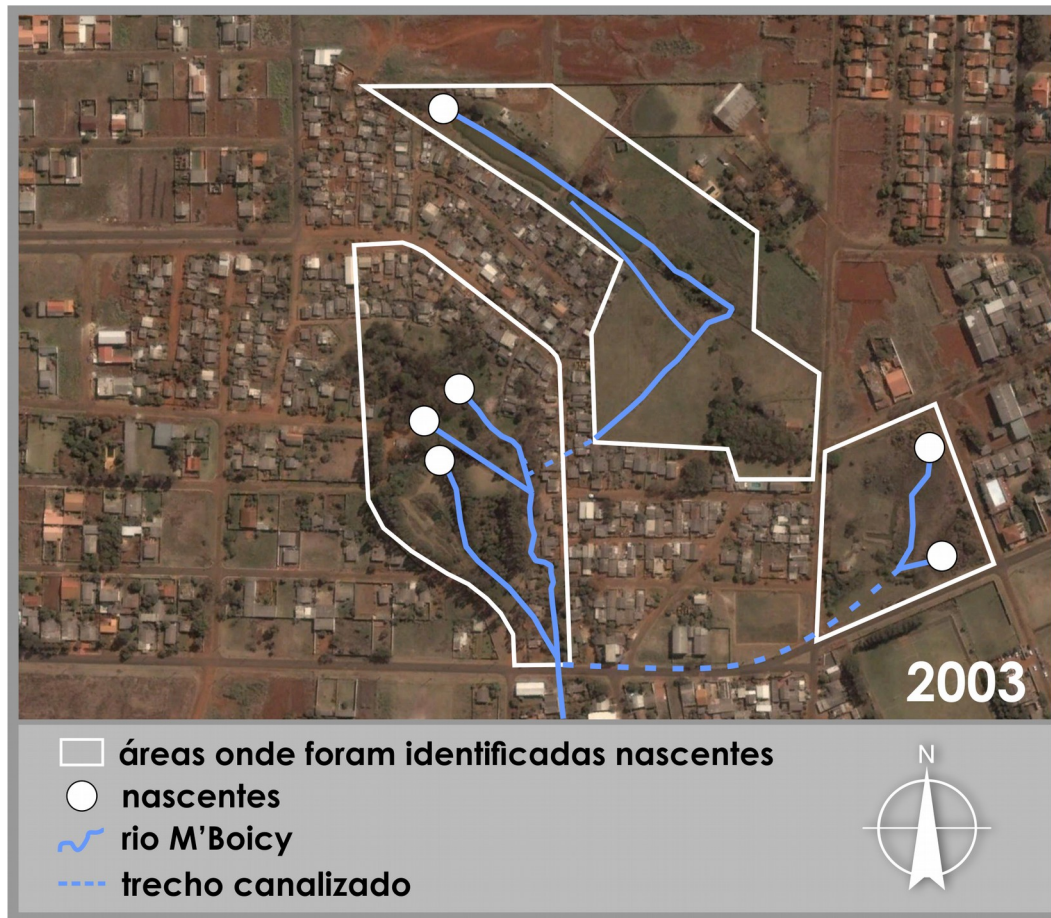 2003
áreas onde foram identificadas nascentes
N
nascentes
rio M'Boicy
trecho canalizado